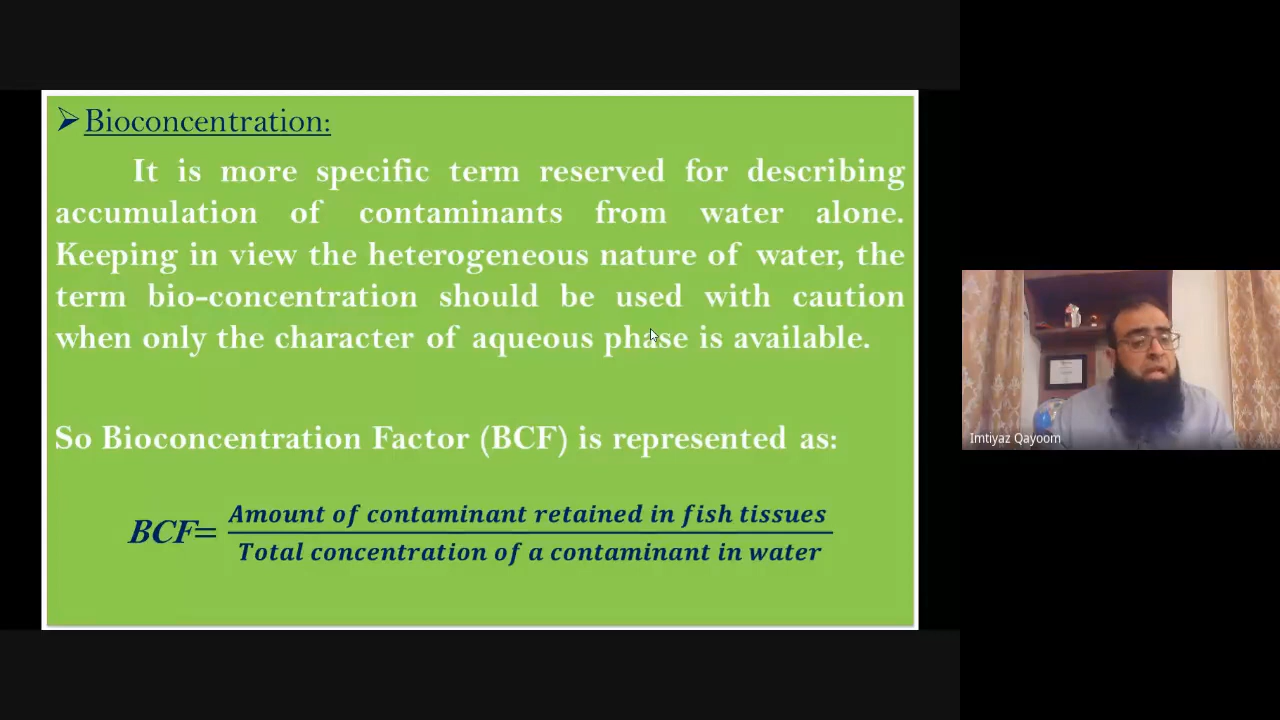 Bioconcentration:
It is more specific term reserved for describing
accumulation of contaminants from water alone.
Keeping in view the heterogeneous nature of water, the
term bio-concentration should be used with caution
when only the character of aqueous phase is available.
So Bioconcentration Factor (BCF) is represented as:
BCF= Amount of contaminant retained in fish tissues
Total concentration of a contaminant in water
Imtiyaz Qayoom